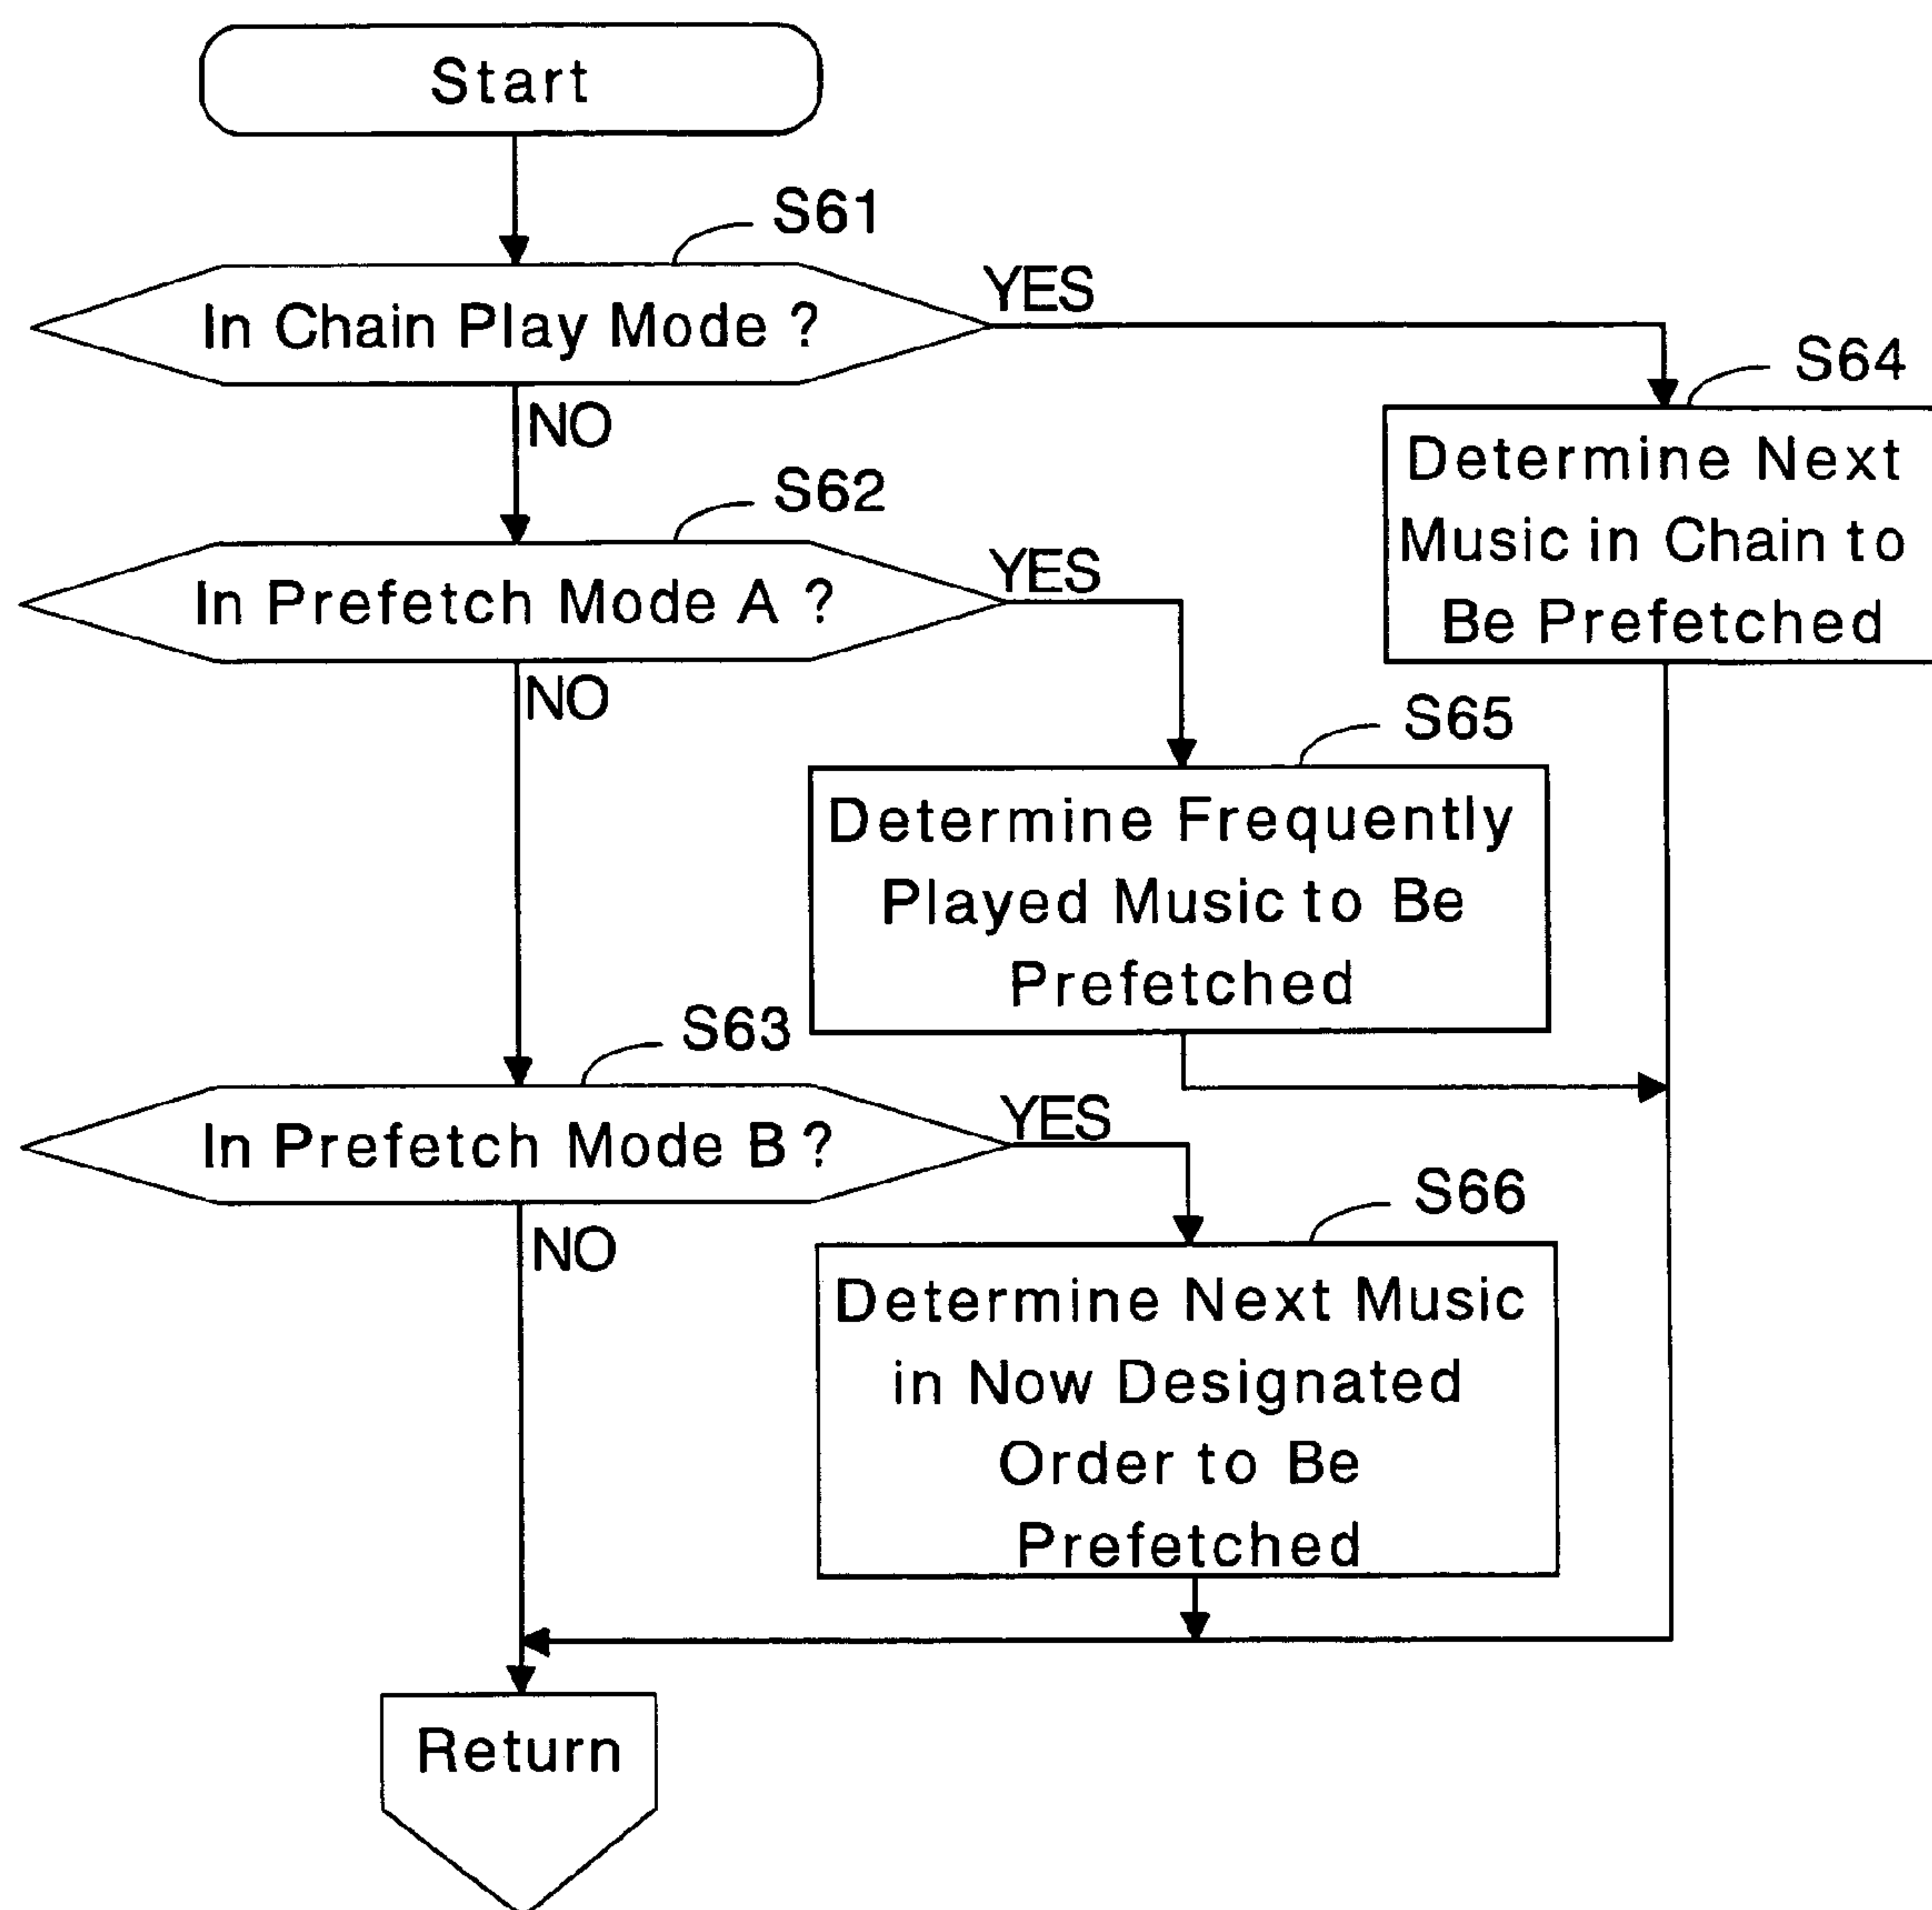 Start
S61
In Chain Play Mode ?
YES
NO
S64
Determine Next
Music in Chain to
Be Prefetched
S62
In Prefetch Mode A ?
YES
NO
S65
Determine Frequently
Played Music to Be
Prefetched
S63
In Prefetch Mode B ?
YES
NO
S66
Determine Next Music
in Now Designated
Order to Be
Prefetched
Return